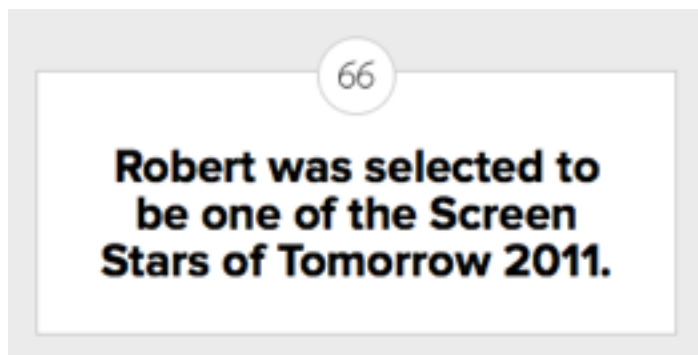 66
Robert was selected to
be one of the Screen
Stars of Tomorrow 2011.